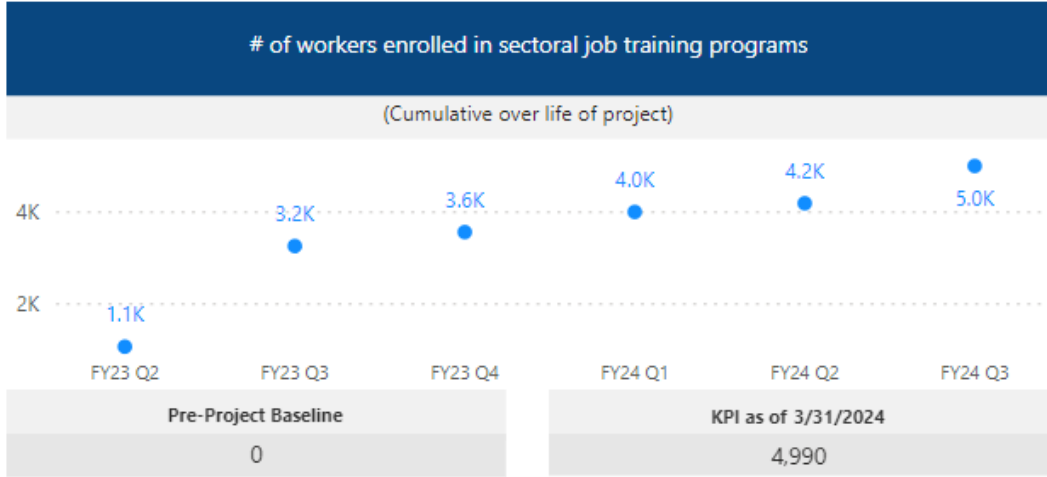 # of workers enrolled in sectoral job training programs
(Cumulative over life of project)
4K
2K
1.1K
3.2K
3.6K
4.0K
4.2K
5.0K
FY23 Q2
FY23 Q3
FY23 Q4
FY24 Q1
FY24 Q2
FY24 Q3
Pre-Project Baseline
0
KPI as of 3/31/2024
4,990